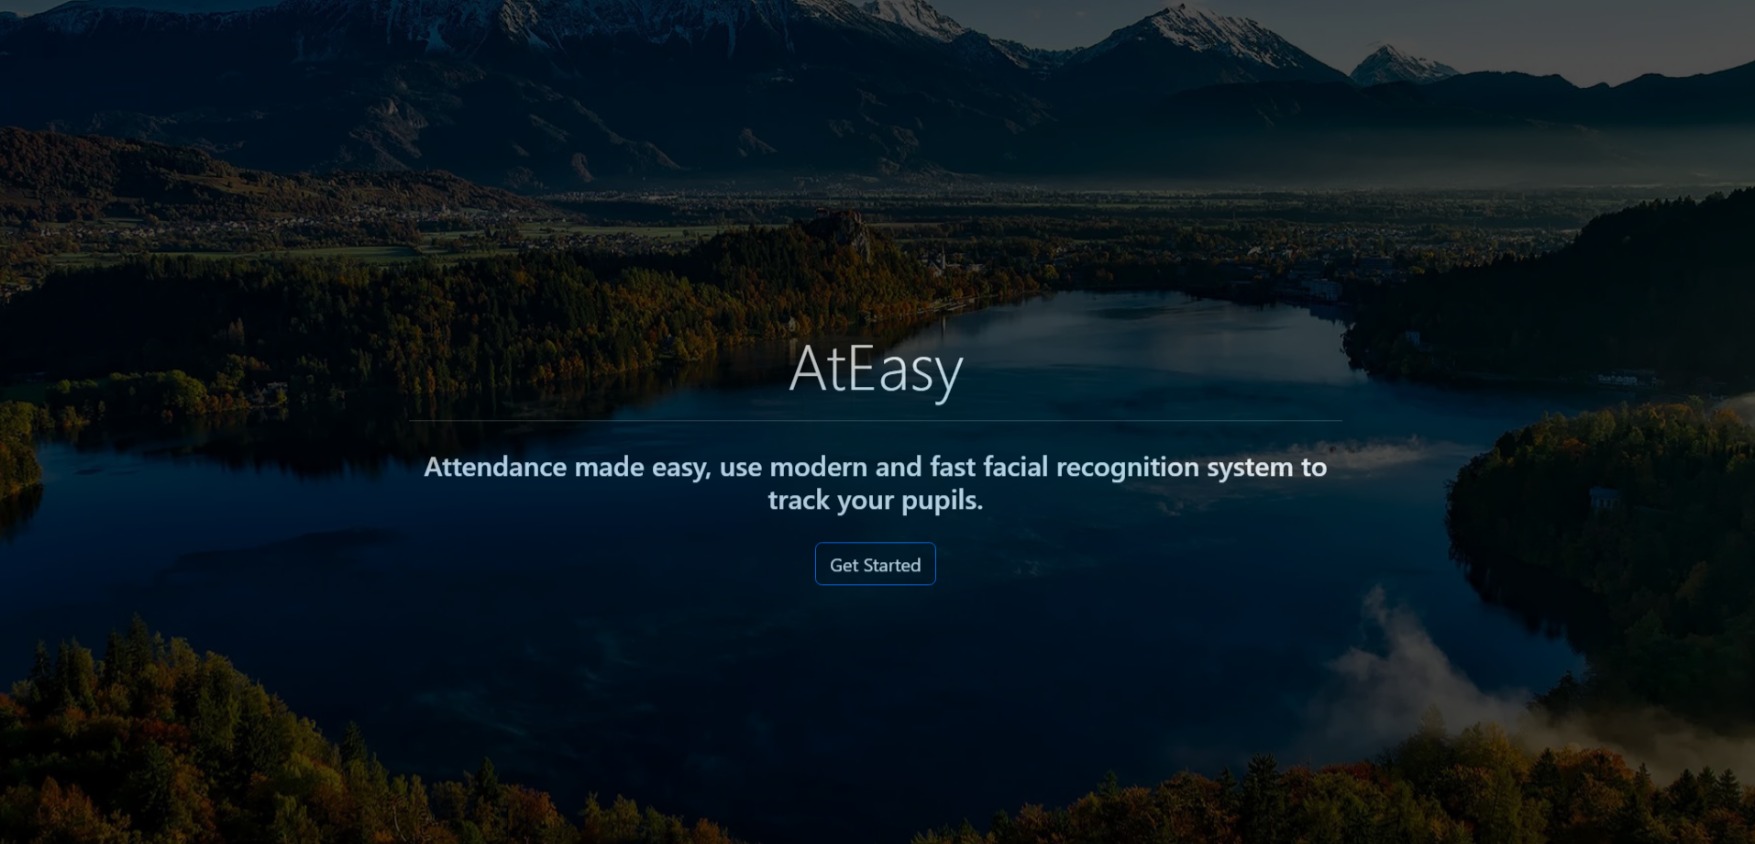 AtEasy
Attendance made easy, use modern and fast facial recognition system to
track your pupils.
Get Started